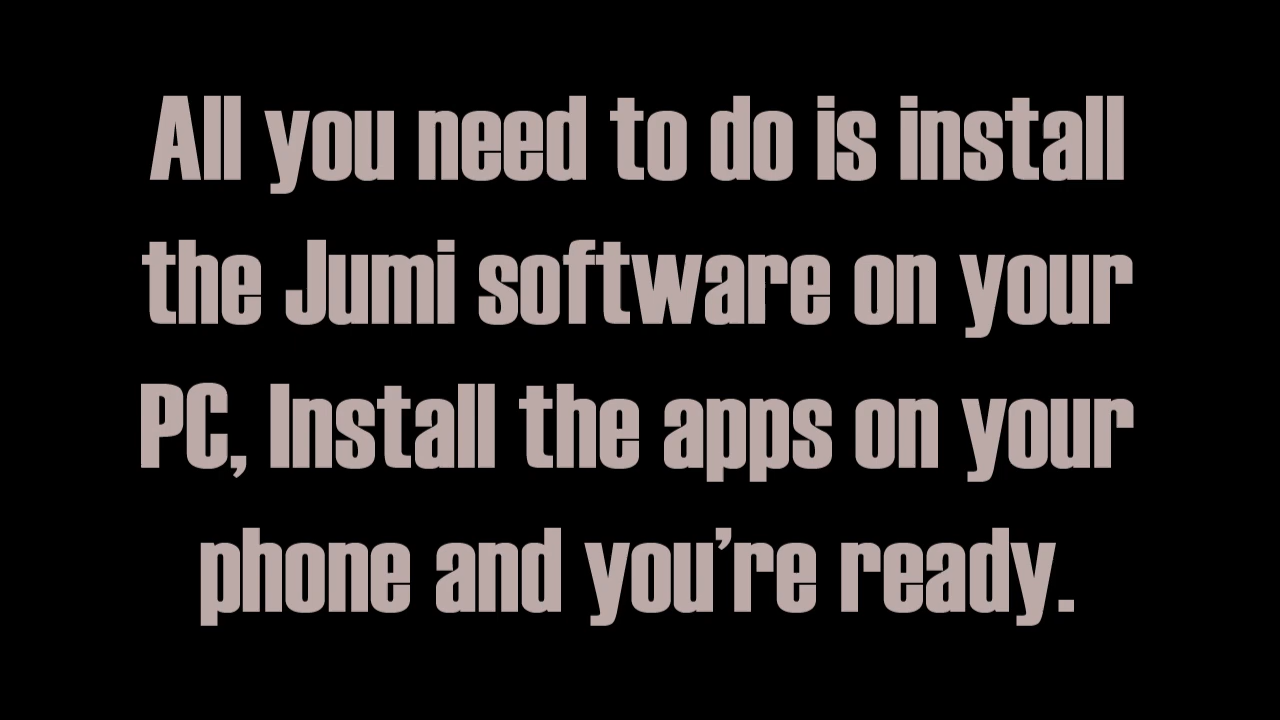 All you need to do is install
the Jumi software on your
PC, Install the apps on your
phone and you’re ready.